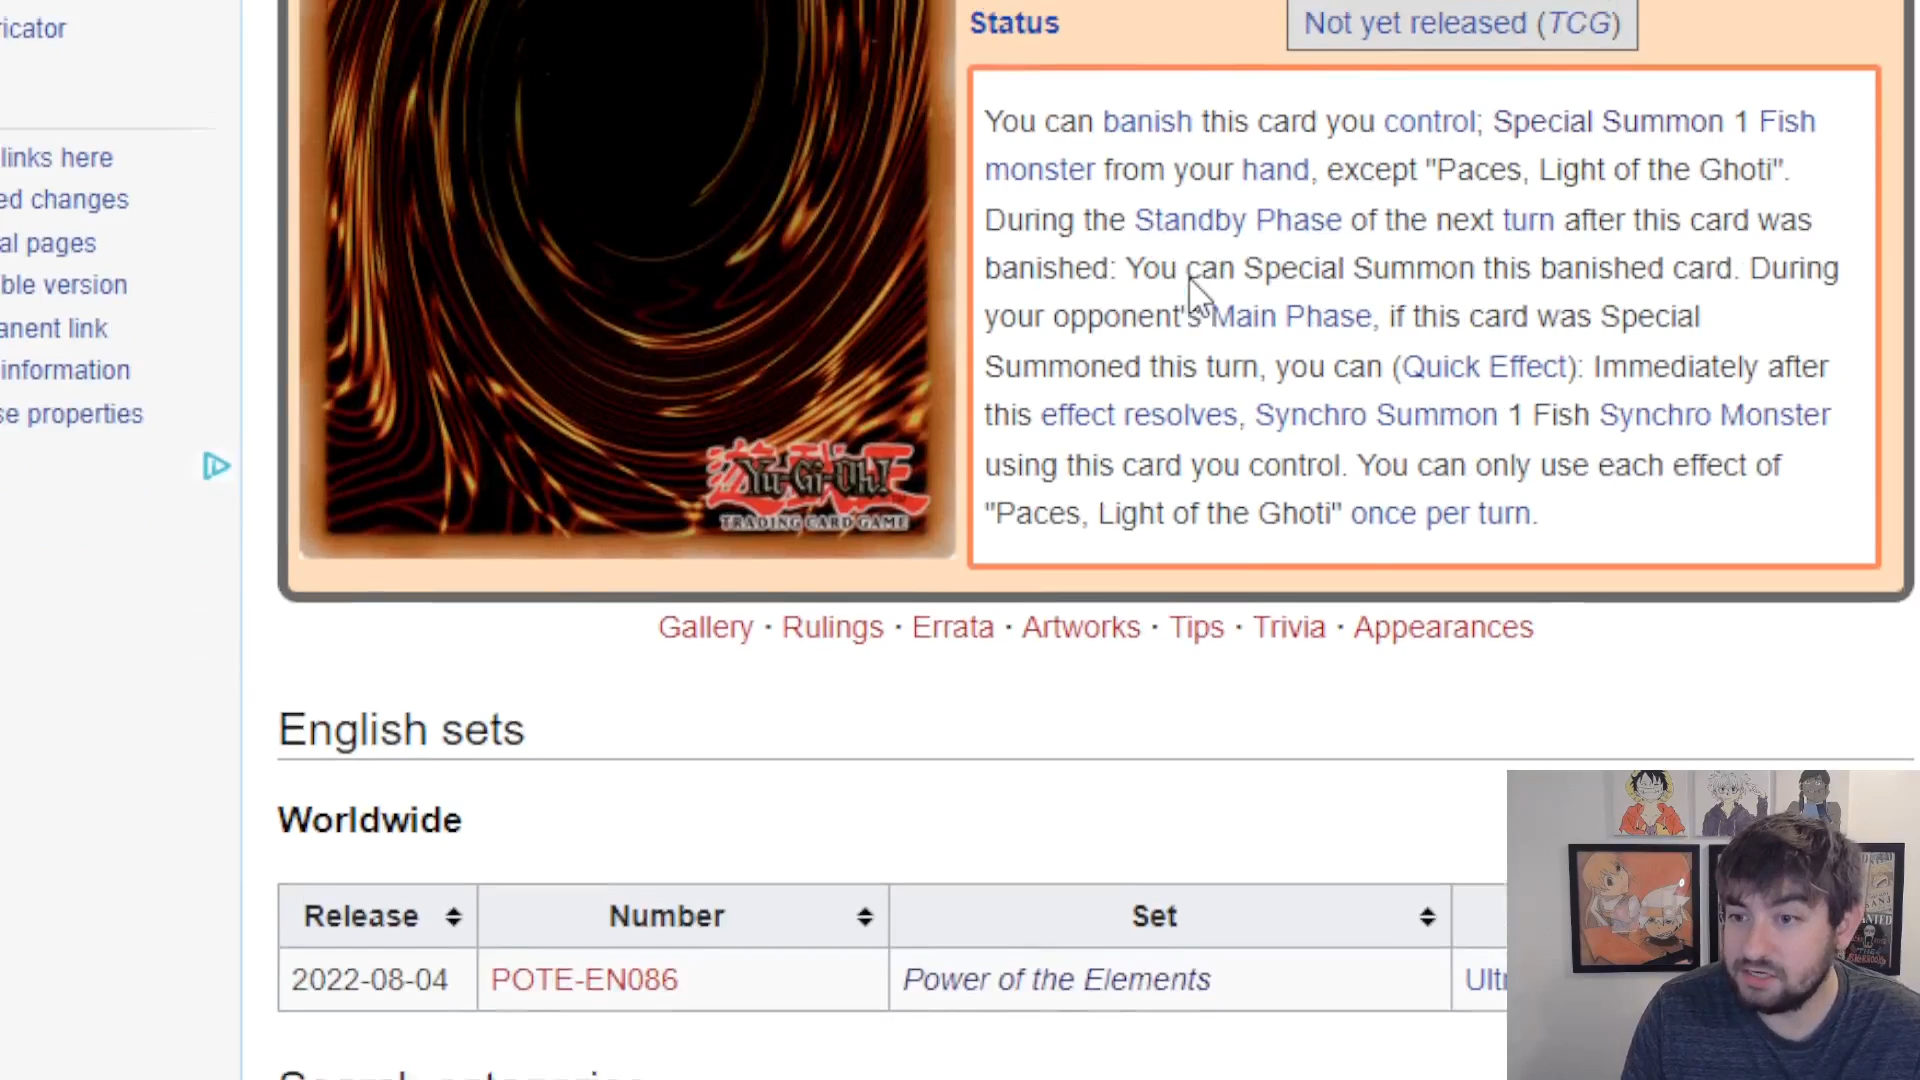 ricator
links here
ed changes
al pages
ble version
anent link
information
se properties
Yu-Gi-Oh!
TRADING CARD GAME
Status
Not yet released (TCG)
You can banish this card you control; Special Summon 1 Fish
monster from your hand, except "Paces, Light of the Ghoti".
During the Standby Phase of the next turn after this card was
banished: You can Special Summon this banished card. During
your opponent's Main Phase, if this card was Special
Summoned this turn, you can (Quick Effect): Immediately after
this effect resolves, Synchro Summon 1 Fish Synchro Monster
using this card you control. You can only use each effect of
"Paces, Light of the Ghoti" once per turn.
Gallery · Rulings · Errata · Artworks · Tips · Trivia · Appearances
English sets
Worldwide
Release Number Set
2022-08-04 POTE-EN086 Power of the Elements Ult
WANTED